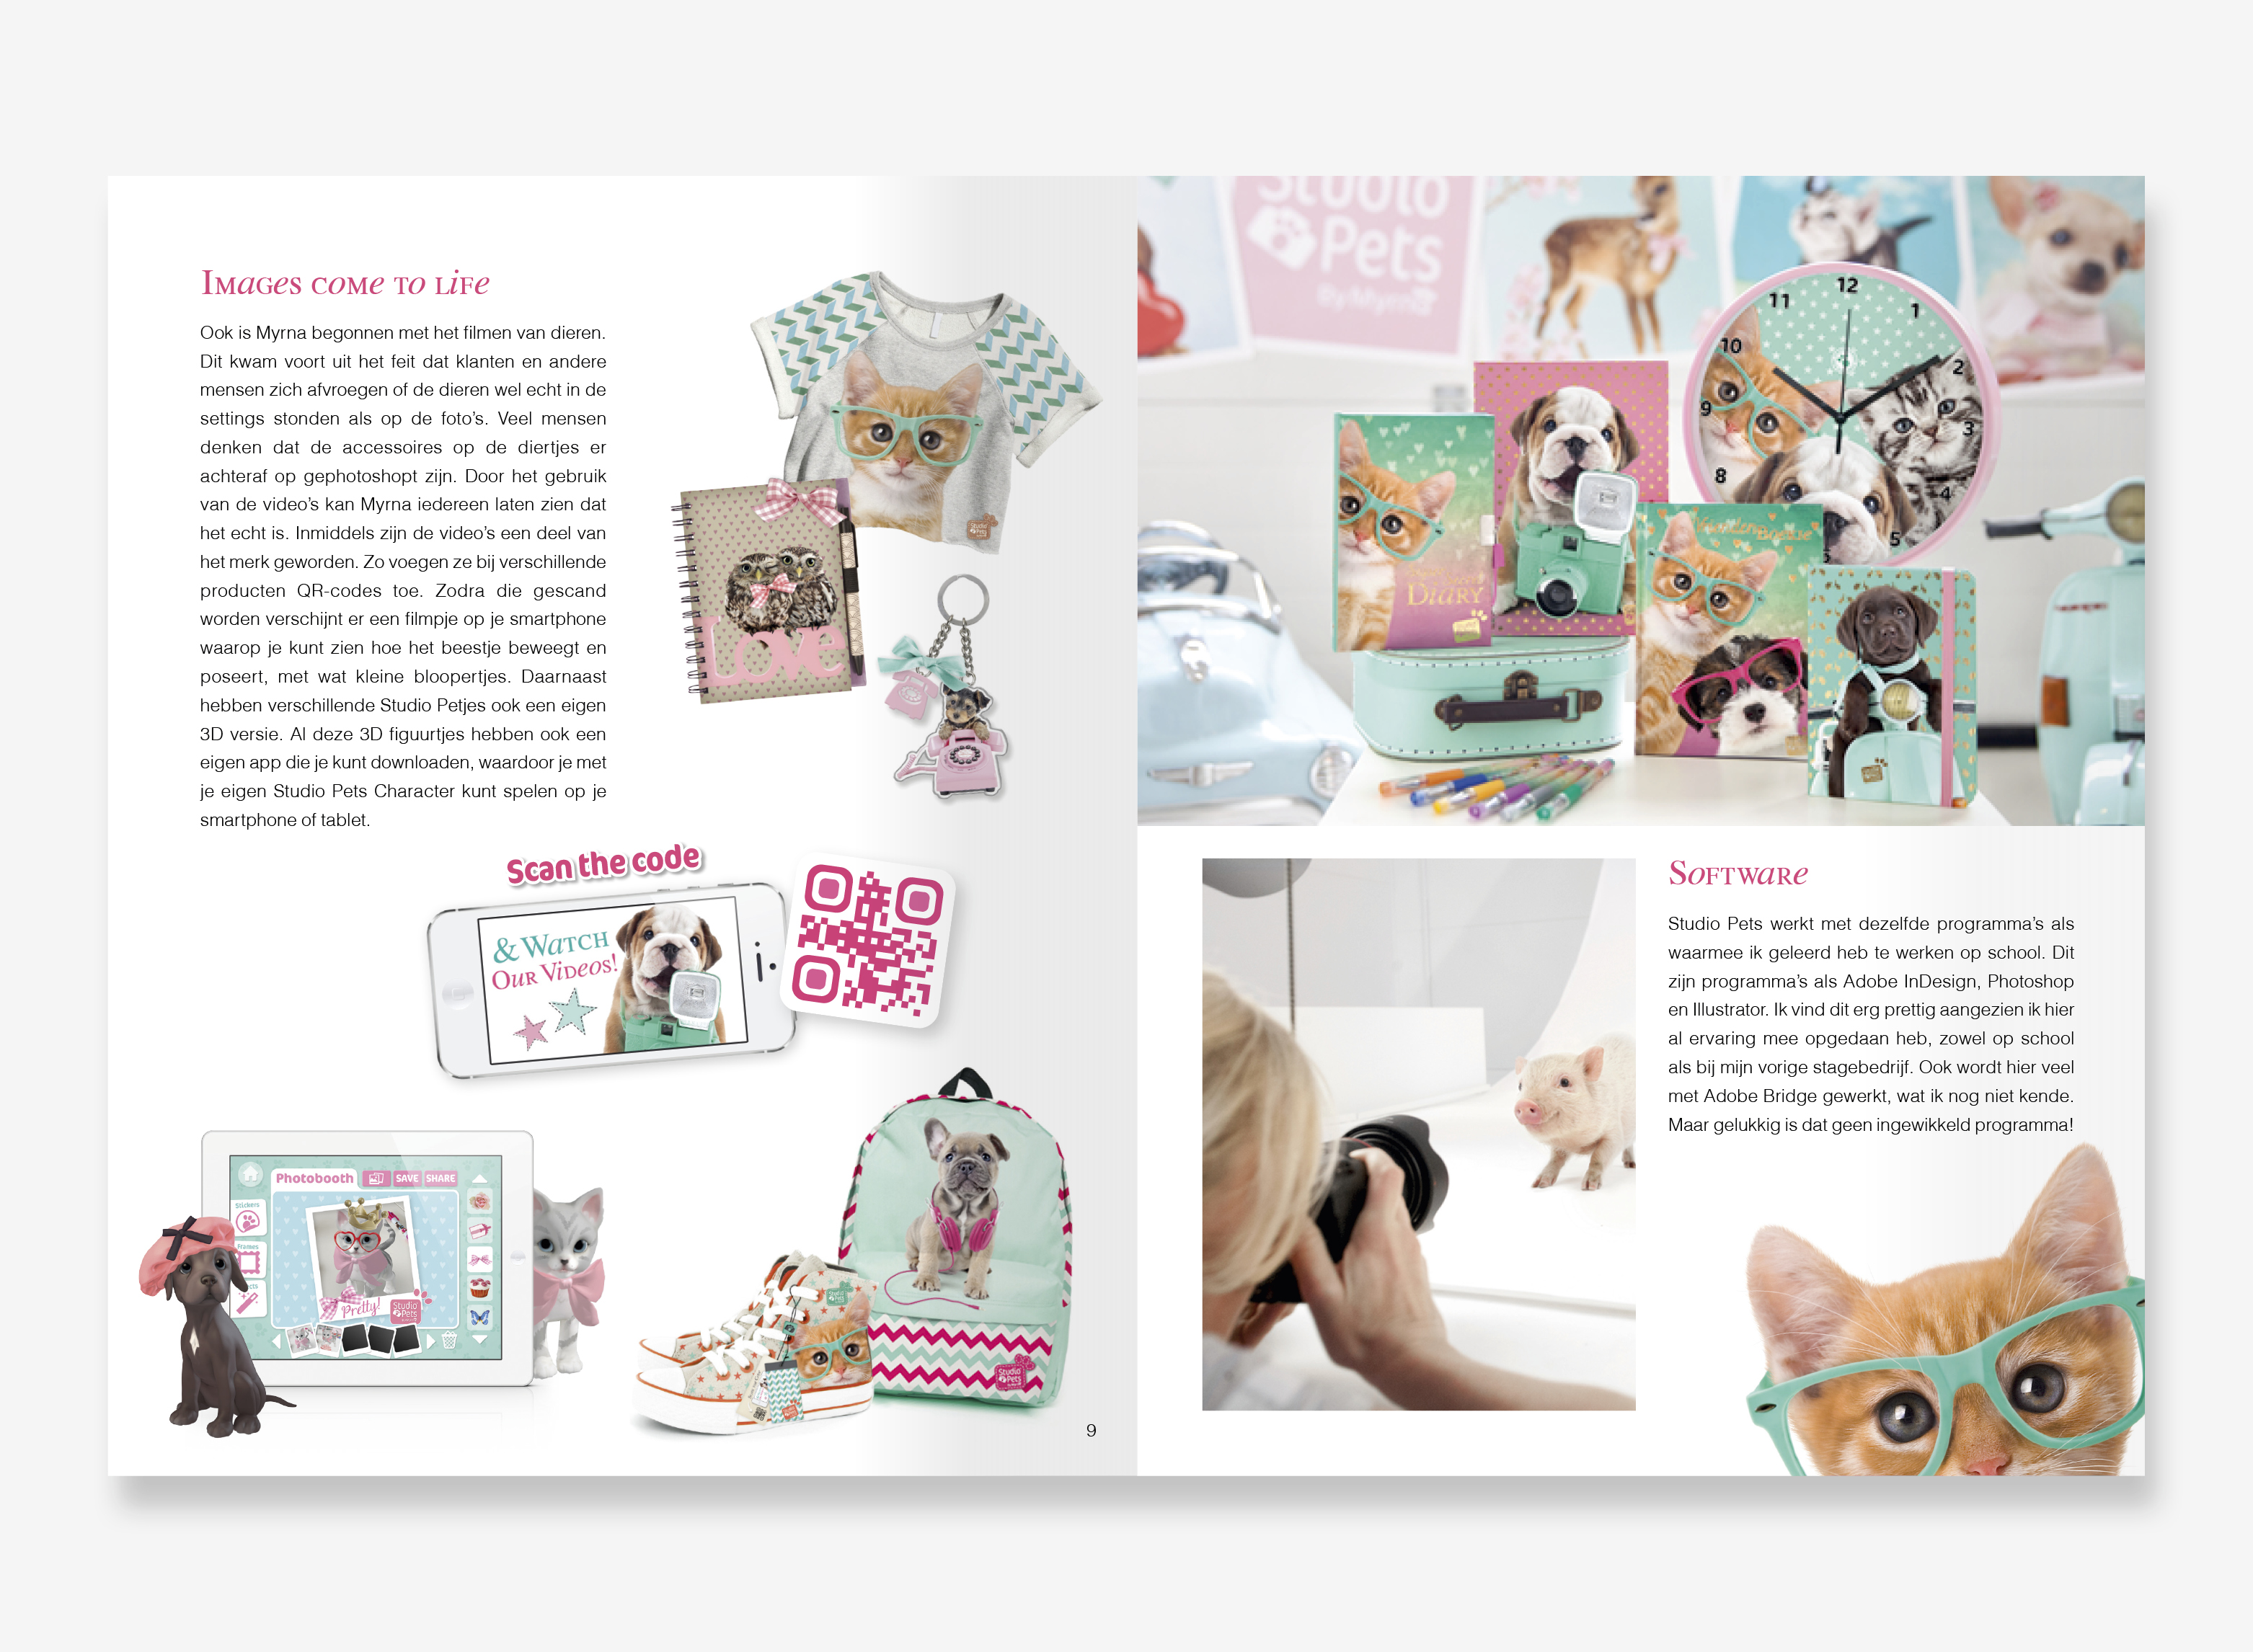 Images come to life
Ook is Myrna begonnen met het filmen van dieren.
Dit kwam voort uit het feit dat klanten en andere
mensen zich afvroegen of de dieren wel echt in de
settings stonden als op de foto's. Veel mensen
denken dat de accessoires op de diertjes er
achteraf op gephotoshopt zijn. Door het gebruik
van de video's kan Myrna iedereen laten zien dat
het echt is. Inmiddels zijn de video's een deel van
het merk geworden. Zo voegen ze bij verschillende
producten QR-codes toe. Zodra die gescand
worden verschijnt er een filmpje op je smartphone
waarop je kunt zien hoe het beestje beweegt en
poseert, met wat kleine bloopertjes. Daarnaast
hebben verschillende Studio Petjes ook een eigen
3D versie. Al deze 3D figuurtjes hebben ook een
eigen app die je kunt downloaden, waardoor je met
je eigen Studio Pets Character kunt spelen op je
smartphone of tablet.
Studio Pets
Love
Scan the code
& Watch
Our Videos!
Photobooth
SAVE
SHARE
Stickers
Frames
Pretty!
Studio
Pets
Studio
Pets
9
Studio
Pets
By Myrna
12
1
2
3
4
5
8
9
10
11
Diary
Vrienden
Boekje
Software
Studio Pets werkt met dezelfde programma's als
waarmee ik geleerd heb te werken op school. Dit
zijn programma's als Adobe InDesign, Photoshop
en Illustrator. Ik vind dit erg prettig aangezien ik hier
al ervaring mee opgedaan heb, zowel op school
als bij mijn vorige stagebedrijf. Ook wordt hier veel
met Adobe Bridge gewerkt, wat ik nog niet kende.
Maar gelukkig is dat geen ingewikkeld programma!